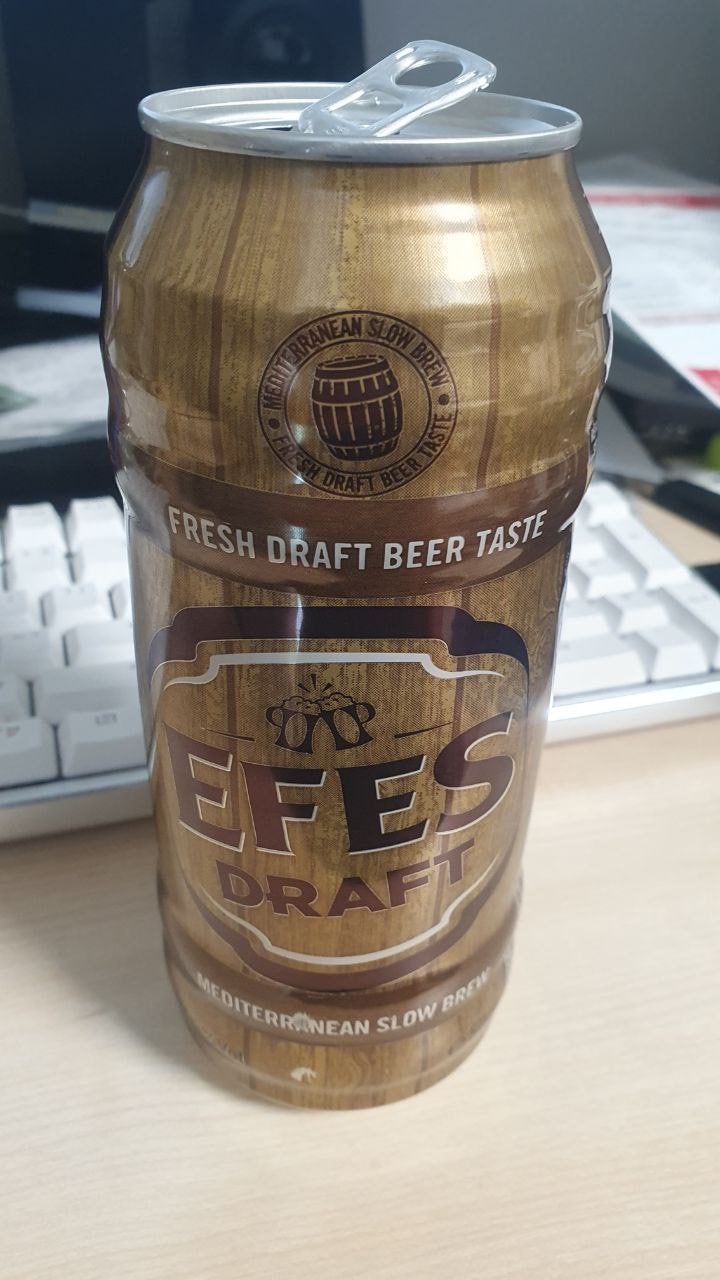 MEDITERRANEAN SLOW BREW
FRESH DRAFT BEER TASTE
FRESH DRAFT BEER TASTE
EFES
DRAFT
MEDITERRANEAN SLOW BREW